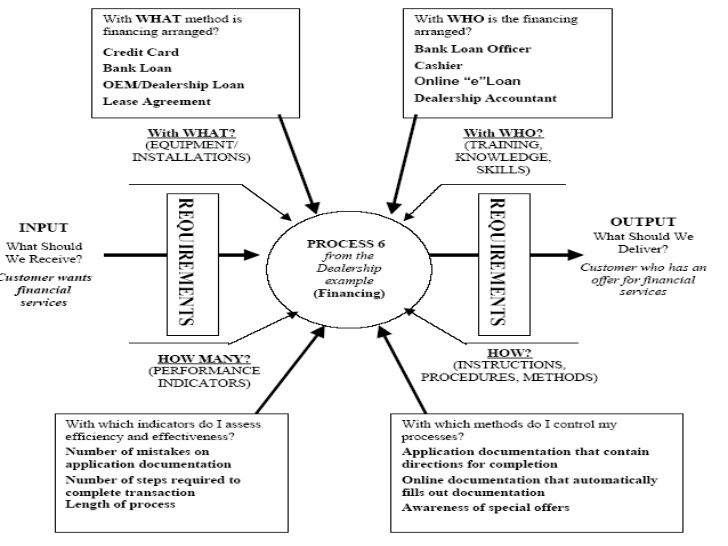 With WHAT method is
financing arranged?
Credit Card
Bank Loan
OEM/Dealership Loan
Lease Agreement
With WHO is the financing
arranged?
Bank Loan Officer
Cashier
Online “e”Loan
Dealership Accountant
With WHAT?
(EQUIPMENT/
INSTALLATIONS)
With WHO?
(TRAINING,
KNOWLEDGE,
SKILLS)
INPUT
What Should
We Receive?
Customer wants
financial
services
REQUIREMENTS
PROCESS 6
from the
Dealership
example
(Financing)
REQUIREMENTS
OUTPUT
What Should We
Deliver?
Customer who has an
offer for financial
services
HOW MANY?
(PERFORMANCE
INDICATORS)
HOW?
(INSTRUCTIONS,
PROCEDURES, METHODS)
With which indicators do I assess
efficiency and effectiveness?
Number of mistakes on
application documentation
Number of steps required to
complete transaction
Length of process
With which methods do I control my
processes?
Application documentation that contain
directions for completion
Online documentation that automatically
fills out documentation
Awareness of special offers